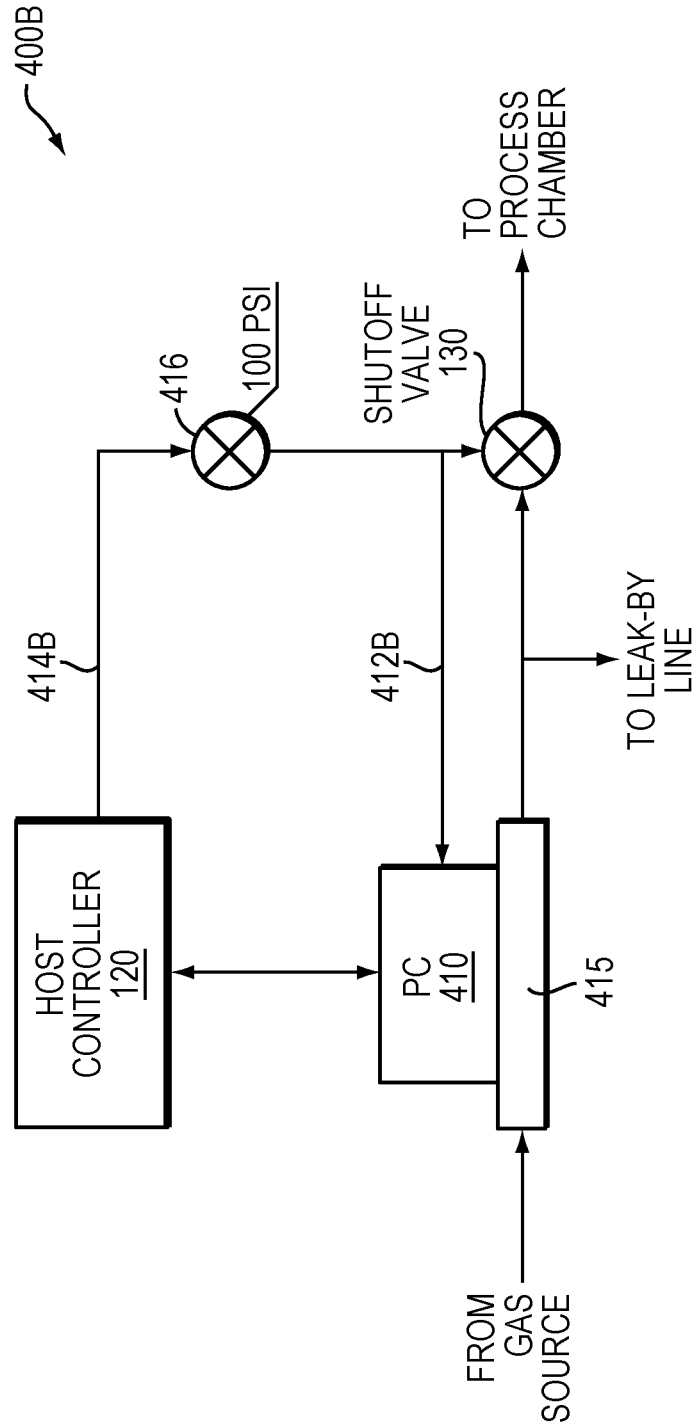 400B
HOST
CONTROLLER
120
414B
416
100 PSI
SHUTOFF
VALVE
130
412B
PC
410
415
FROM
GAS
SOURCE
TO LEAK-BY
LINE
TO
PROCESS
CHAMBER